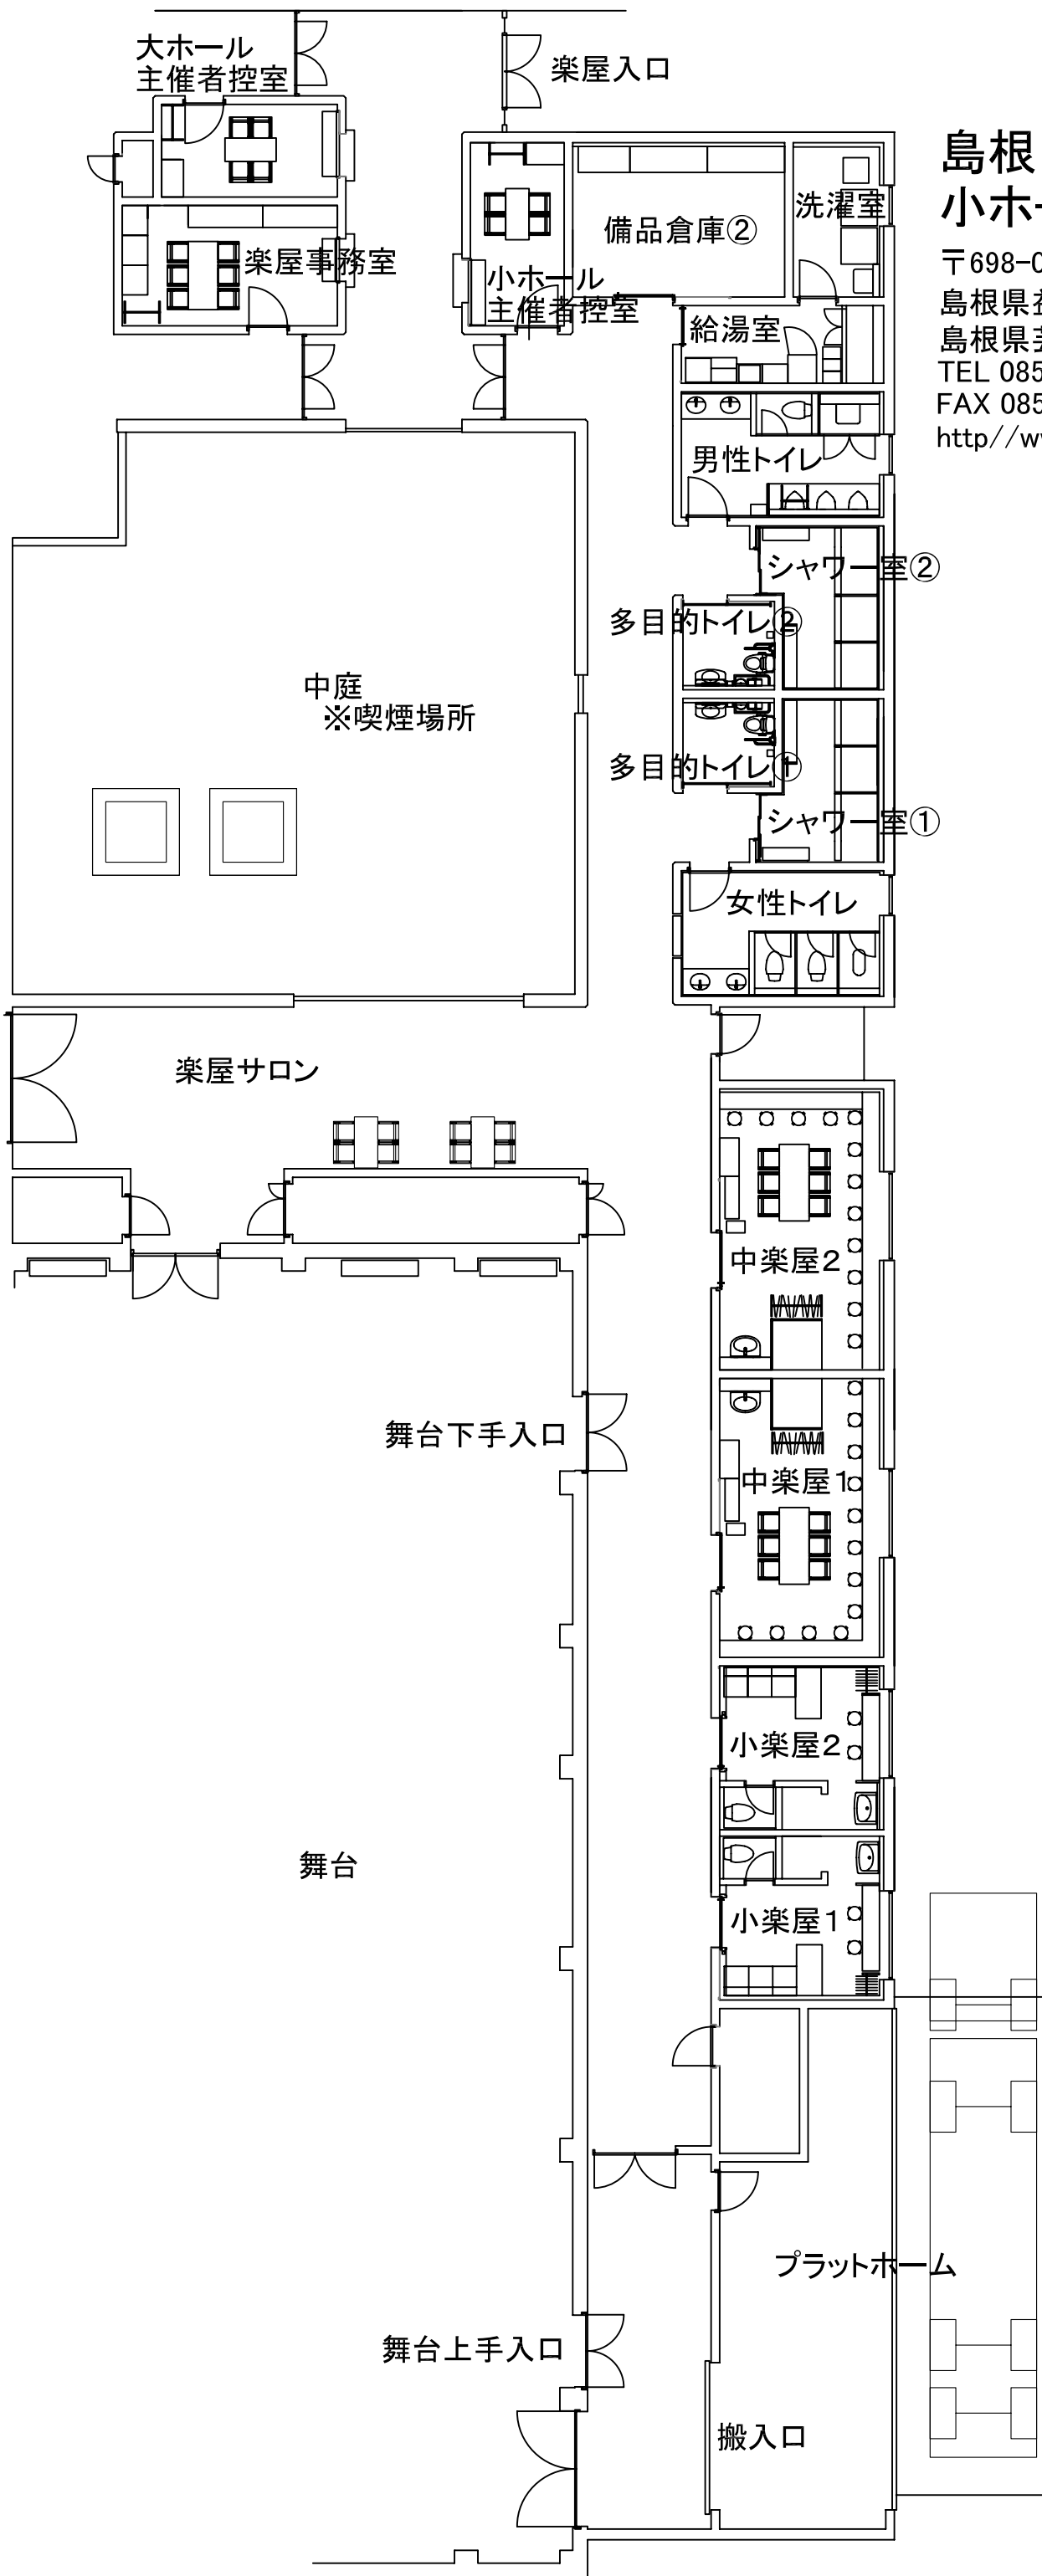 大ホール
主催者控室
楽屋入口
島根
小ホ
〒698-0
島根県益
島根県芸
TEL 085
FAX 085
http//w
洗濯室
備品倉庫②
楽屋事務室
小ホール
主催者控室
給湯室
男性トイレ
シャワー室②
多目的トイレ②
中庭
※喫煙場所
多目的トイレ①
シャワー室①
女性トイレ
楽屋サロン
中楽屋2
舞台下手入口
中楽屋1
小楽屋2
舞台
小楽屋1
プラットホーム
舞台上手入口
搬入口